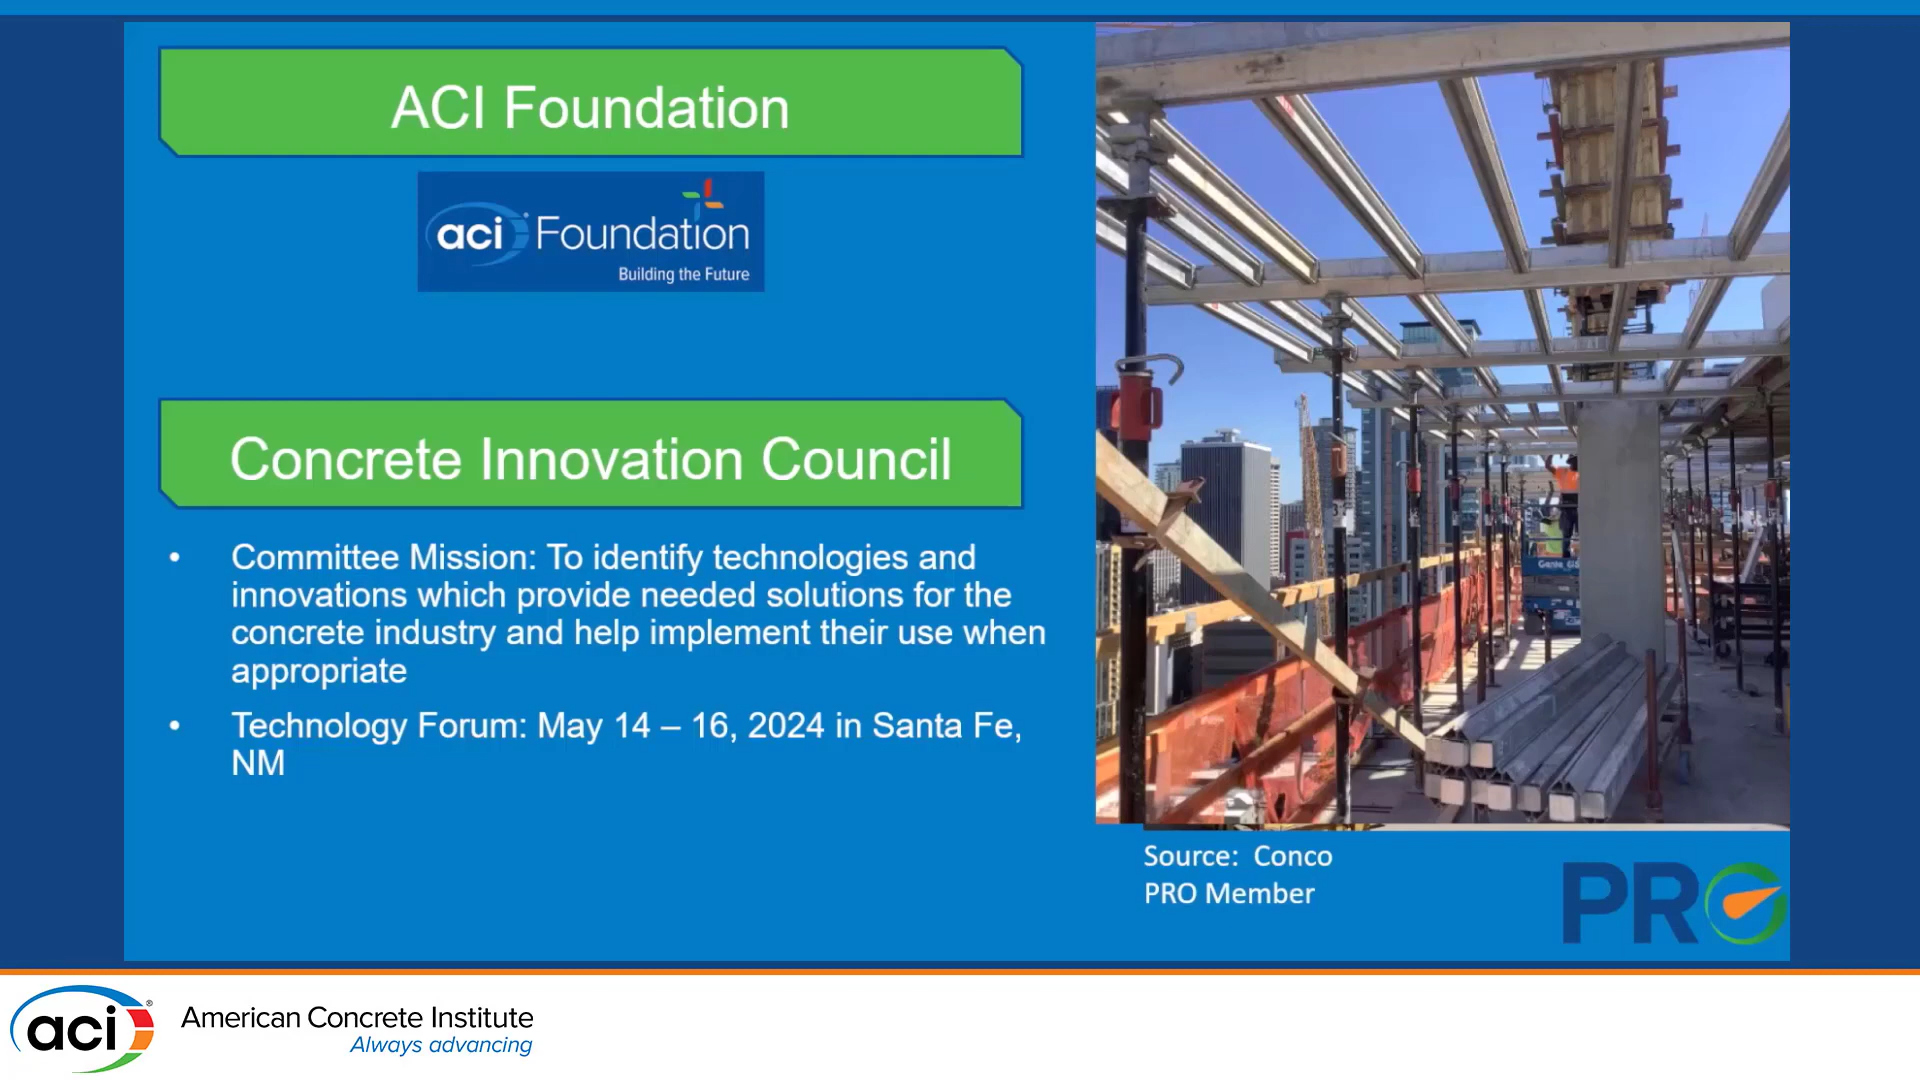 ACI Foundation
aci Foundation
Building the Future
Concrete Innovation Council
• Committee Mission: To identify technologies and
innovations which provide needed solutions for the
concrete industry and help implement their use when
appropriate
• Technology Forum: May 14 – 16, 2024 in Santa Fe,
NM
Genie
Source: Conco
PRO Member
PRO
aci®
American Concrete Institute
Always advancing